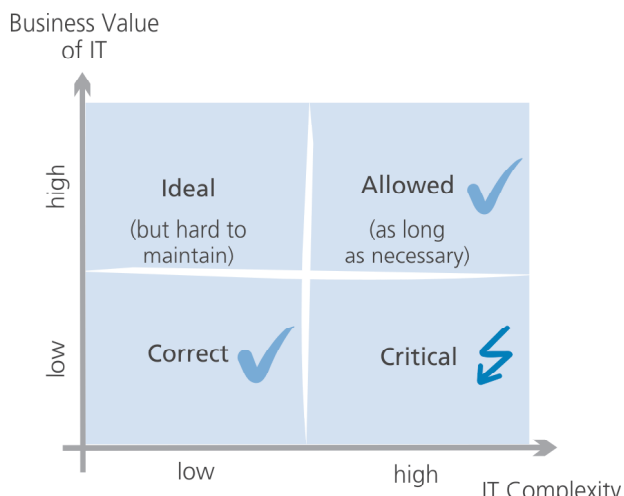 Business Value
of IT
high
Ideal
(but hard to
maintain)
Allowed
(as long
as necessary)
low
Correct
Critical
low
high
IT Complexity